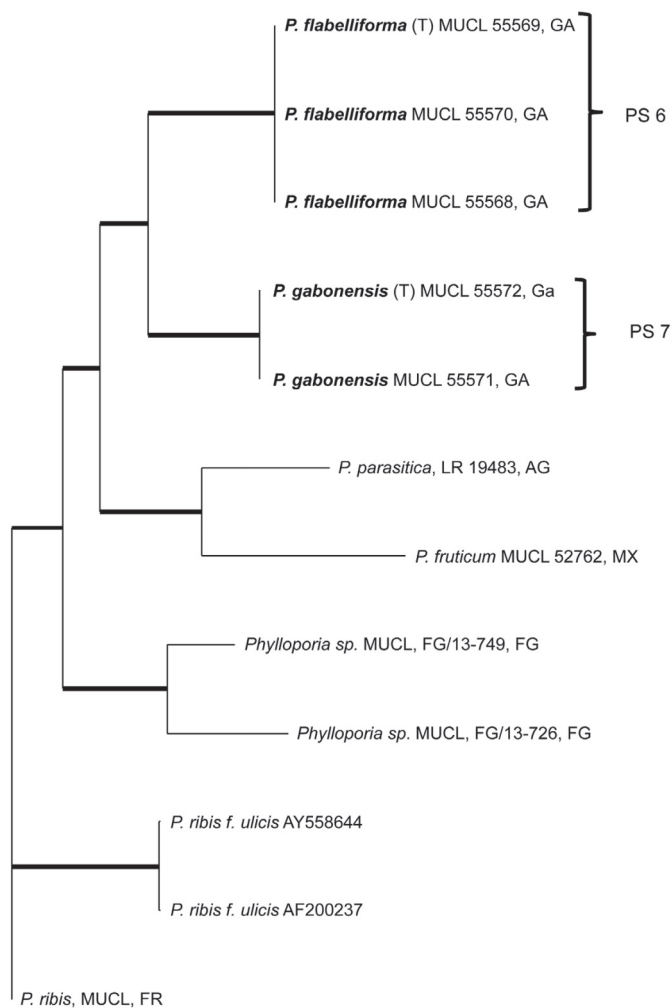 P. flabelliforma (T) MUCL 55569, GA
P. flabelliforma MUCL 55570, GA
PS 6
P. flabelliforma MUCL 55568, GA
P. gabonensis (T) MUCL 55572, Ga
PS 7
P. gabonensis MUCL 55571, GA
P. parasitica, LR 19483, AG
P. fruticum MUCL 52762, MX
Phylloporia sp. MUCL, FG/13-749, FG
Phylloporia sp. MUCL, FG/13-726, FG
P. ribis f. ulicis AY558644
P. ribis f. ulicis AF200237
P. ribis, MUCL, FR